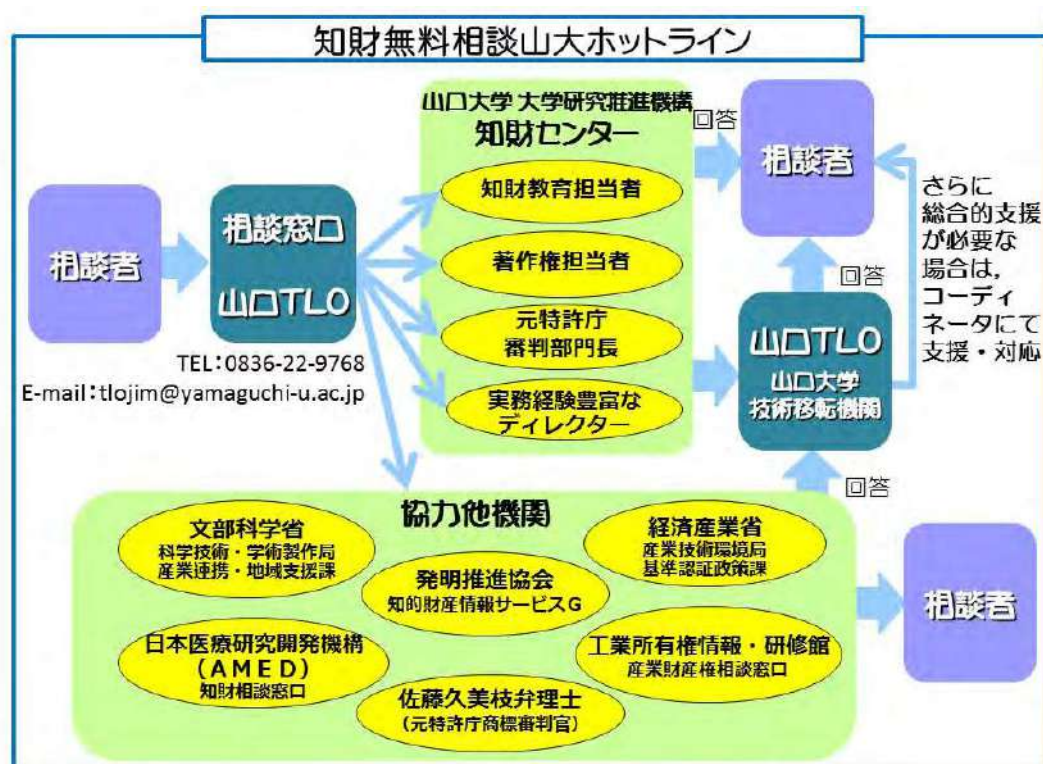 知財無料相談山大ホットライン
相談者
相談窓口
山口TLO
TEL:0836-22-9768
E-mail:tlojim@yamaguchi-u.ac.jp
山口大学 大学研究推進機構
知財センター
知財教育担当者
著作権担当者
元特許庁
審判部門長
実務経験豊富な
ディレクター
回答
相談者
回答
山口TLO
山口大学
技術移転機関
さらに
総合的支援
が必要な
場合は,
コーディ
ネータにて
支援・対応
回答
協力他機関
文部科学省
科学技術・学術製作局
産業連携・地域支援課
発明推進協会
知的財産情報サービスG
経済産業省
産業技術環境局
基準認証政策課
日本医療研究開発機構
(AMED)
知財相談窓口
佐藤久美枝弁理士
(元特許庁商標審判官)
工業所有権情報・研修館
産業財産権相談窓口
相談者